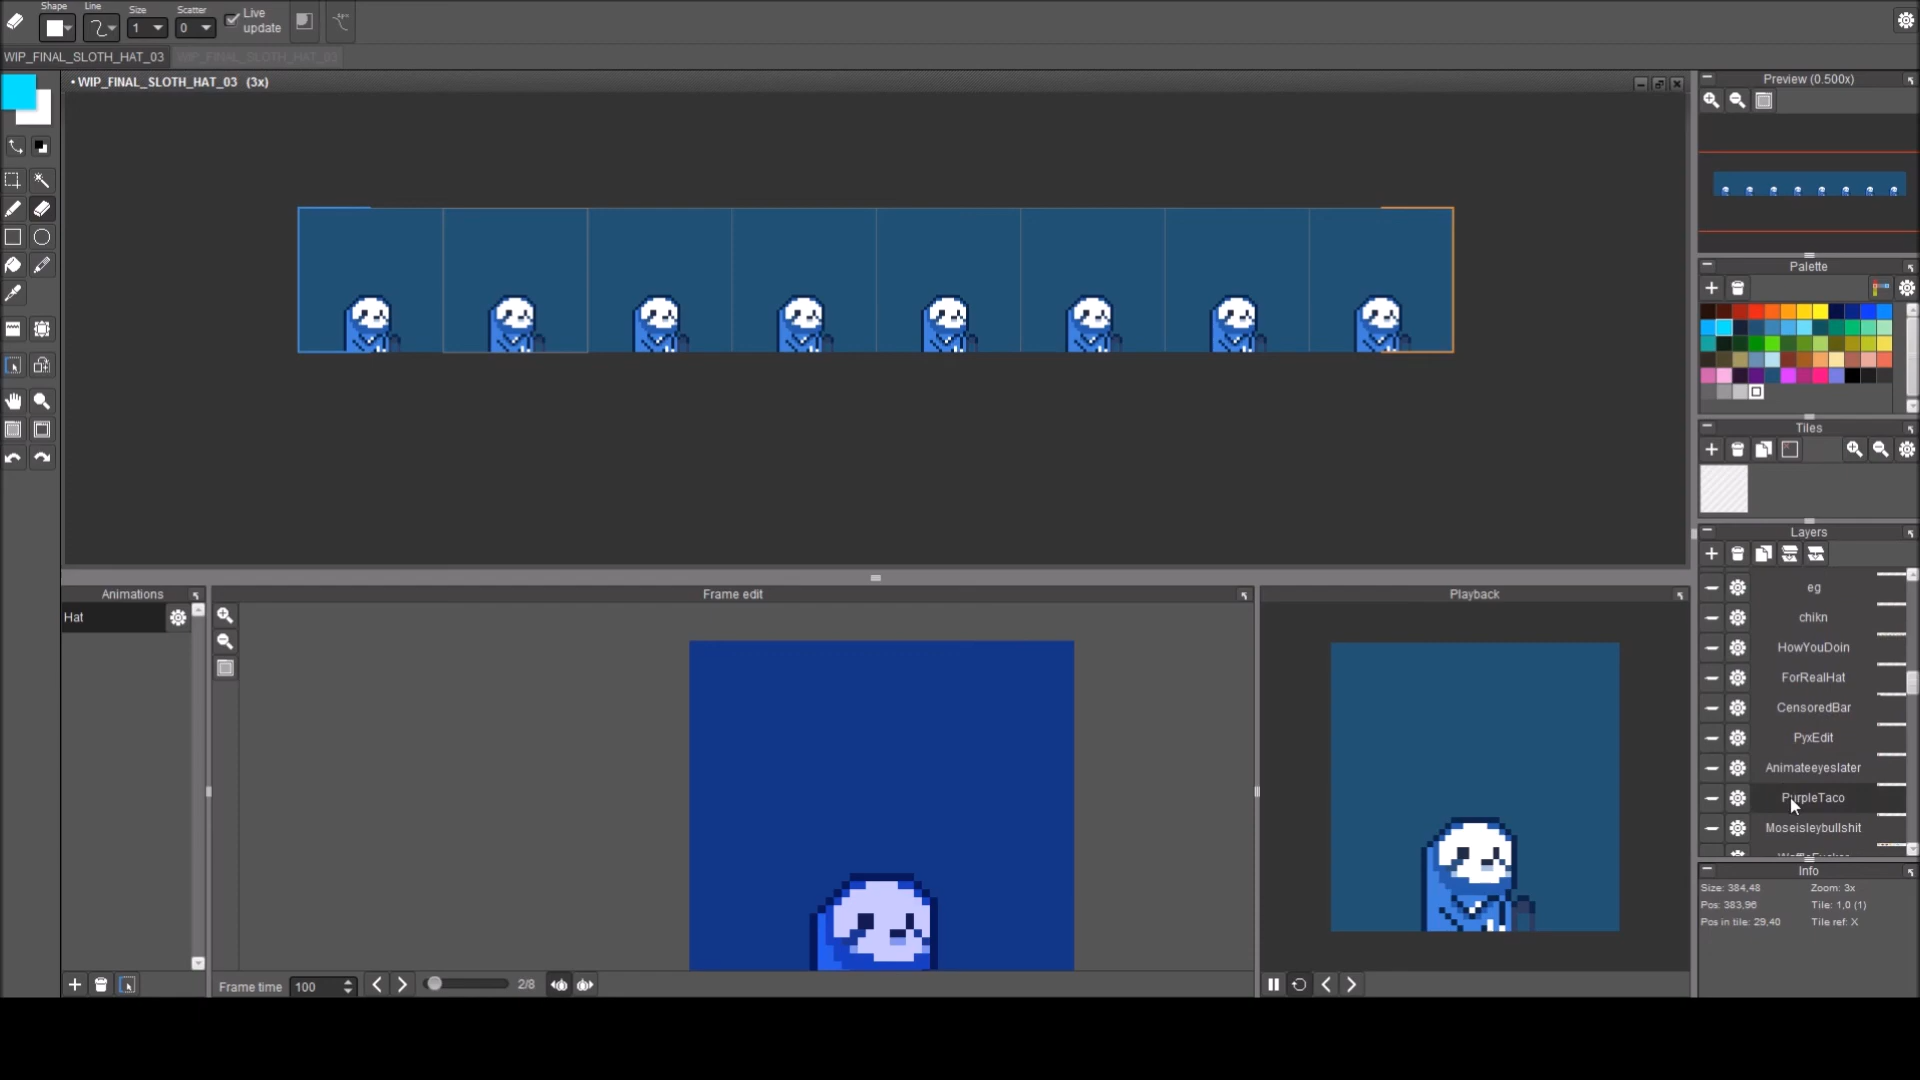 Shape
Line
Size
Scatter
Live update
1
0
WIP_FINAL_SLOTH_HAT_03
WIP_FINAL_SLOTH_HAT_03
• WIP_FINAL_SLOTH_HAT_03 (3x)
Preview (0.500x)
Palette
Tiles
Layers
eg
chikn
HowYouDoin
ForRealHat
CensoredBar
PyxEdit
Animateeyeslater
PurpleTaco
Moseisleybullshit
Info
Size: 384,48
Zoom: 3x
Pos: 383,96
Tile: 1,0 (1)
Pos in tile: 29,40
Tile ref: X
Animations
Hat
Frame edit
Playback
Frame time 100
2/8